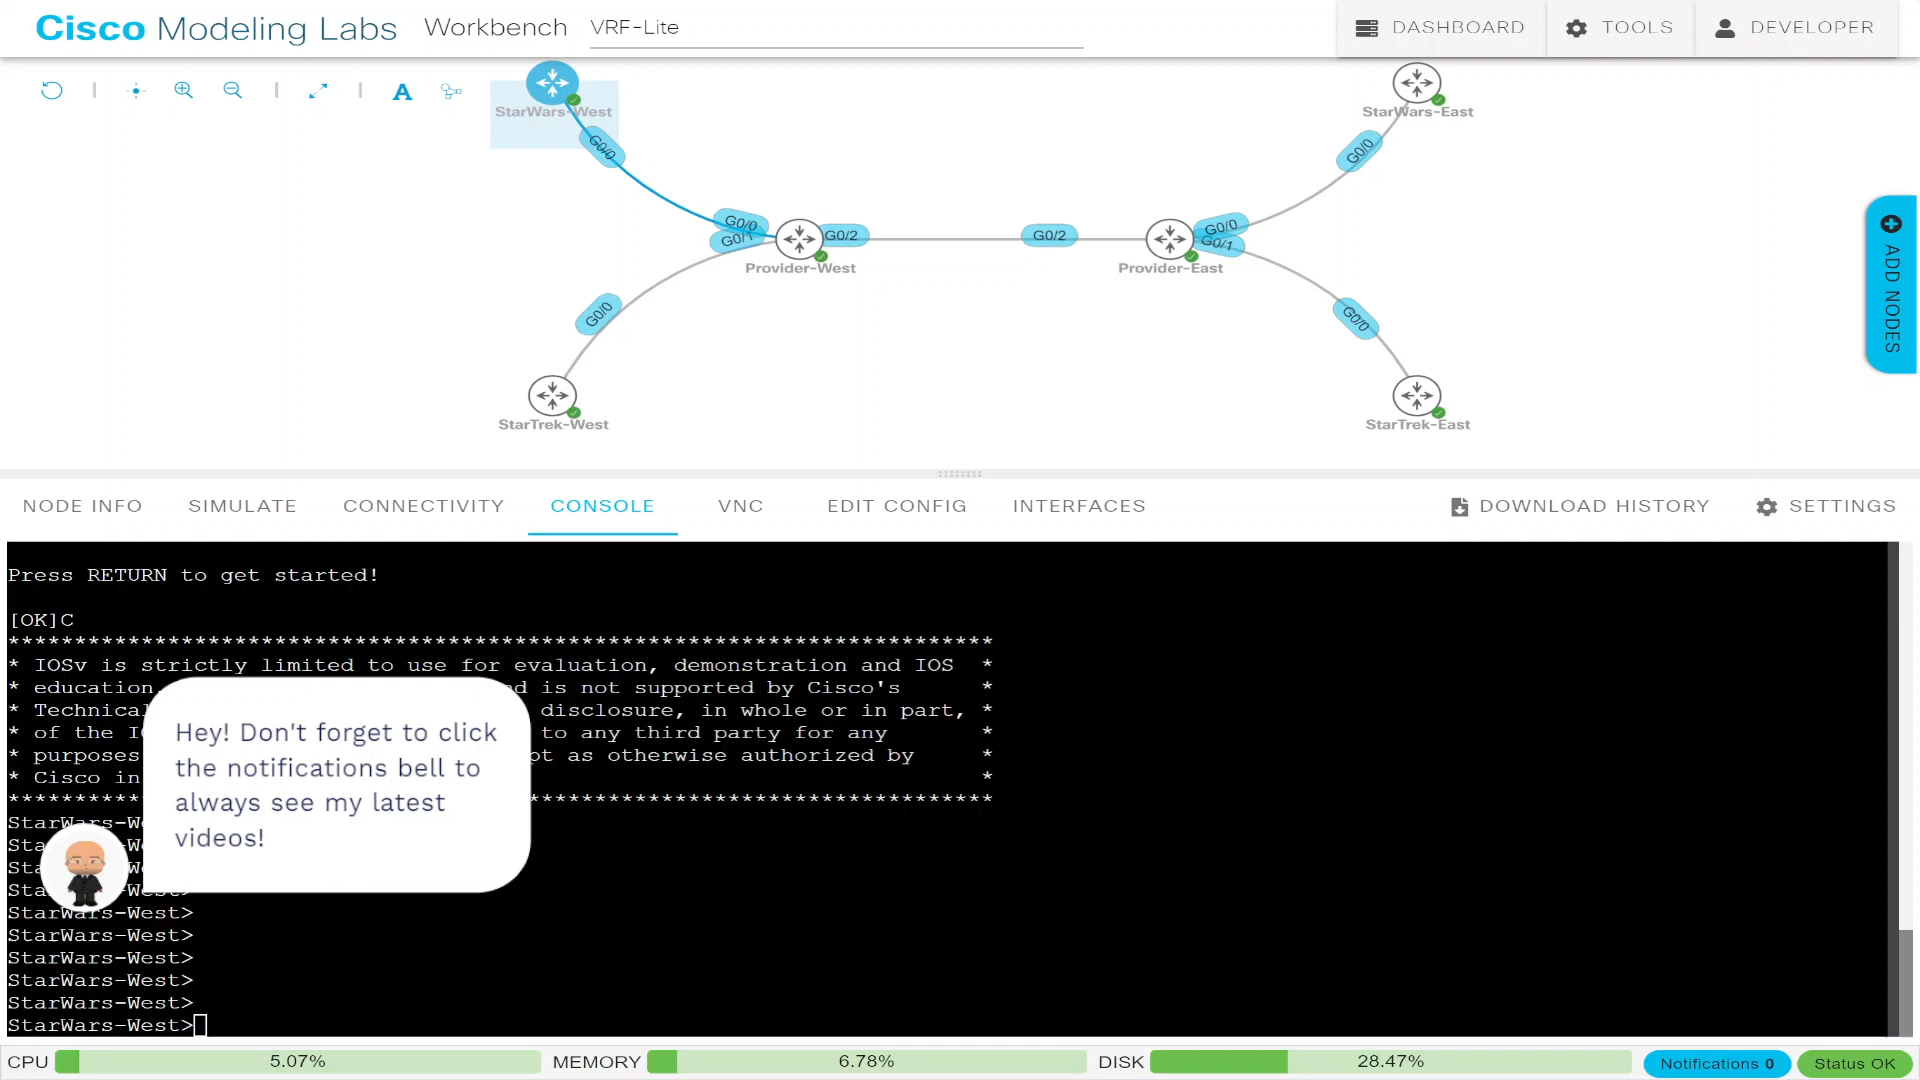 Cisco Modeling Labs Workbench VRF-Lite DASHBOARD TOOLS DEVELOPER
A
StarWars-West
StarWars-East
G0/0
G0/0
G0/0
G0/1
G0/2
G0/2
G0/0
G0/1
Provider-West
Provider-East
G0/0
G0/0
StarTrek-West
StarTrek-East
ADD NODES
NODE INFO SIMULATE CONNECTIVITY CONSOLE VNC EDIT CONFIG INTERFACES DOWNLOAD HISTORY SETTINGS
Press RETURN to get started!
[OK]C
**************************************************************************
* IOSv is strictly limited to use for evaluation, demonstration and IOS *
* education is not supported by Cisco's *
* Technical disclosure, in whole or in part, *
* of the to any third party for any *
* purposes as otherwise authorized by *
* Cisco in *
Hey! Don't forget to click
the notifications bell to
always see my latest
videos!
StarWars-West>
StarWars-West>
StarWars-West>
StarWars-West>
StarWars-West>
StarWars-West>
CPU 5.07% MEMORY 6.78% DISK 28.47% Notifications 0 Status OK